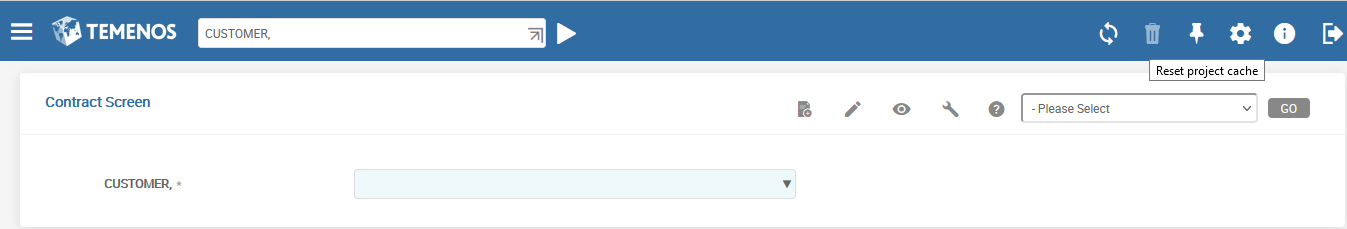 TEMENOS
CUSTOMER,
Reset project cache
Contract Screen
- Please Select
GO
CUSTOMER, *